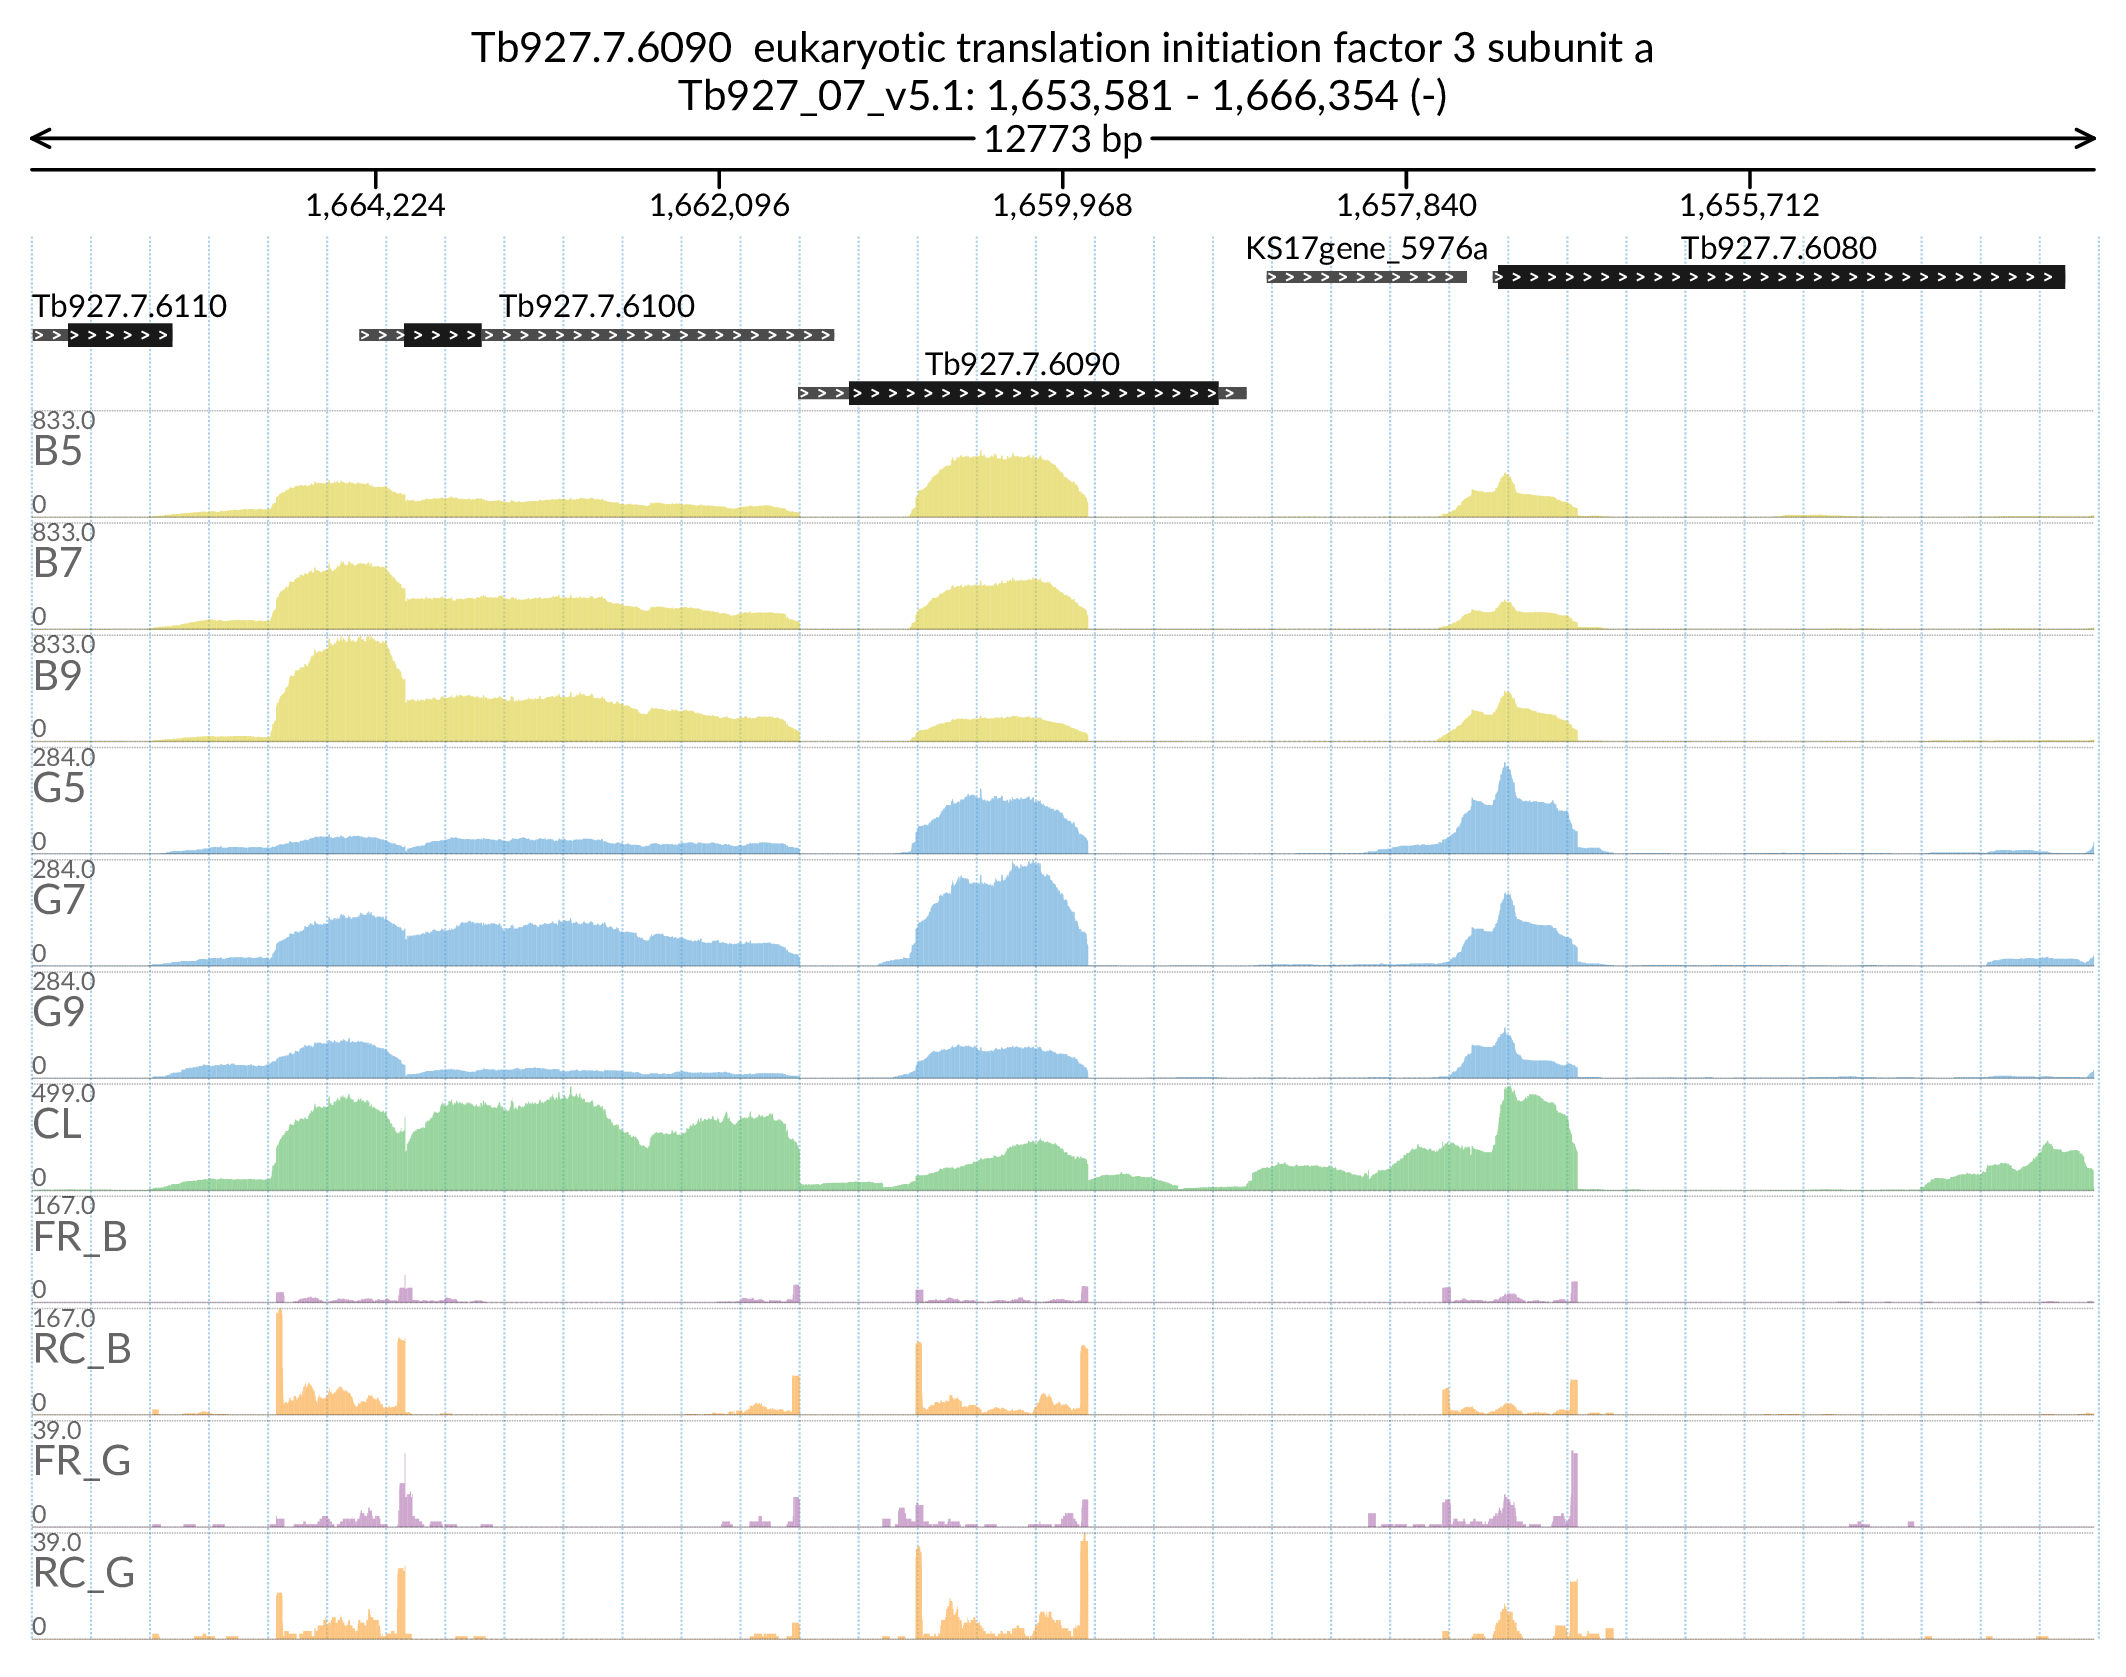 Tb927.7.6090 eukaryotic translation initiation factor 3 subunit a
Tb927_07_v5.1: 1,653,581 - 1,666,354 (-)
12773 bp
1,664,224 1,662,096 1,659,968 1,657,840 1,655,712
KS17gene_5976a Tb927.7.6080
Tb927.7.6110 Tb927.7.6100
Tb927.7.6090
833.0
B5
0
833.0
B7
0
833.0
B9
0
284.0
G5
0
284.0
G7
0
284.0
G9
0
499.0
CL
0
167.0
FR_B
0
167.0
RC_B
0
39.0
FR_G
0
39.0
RC_G
0